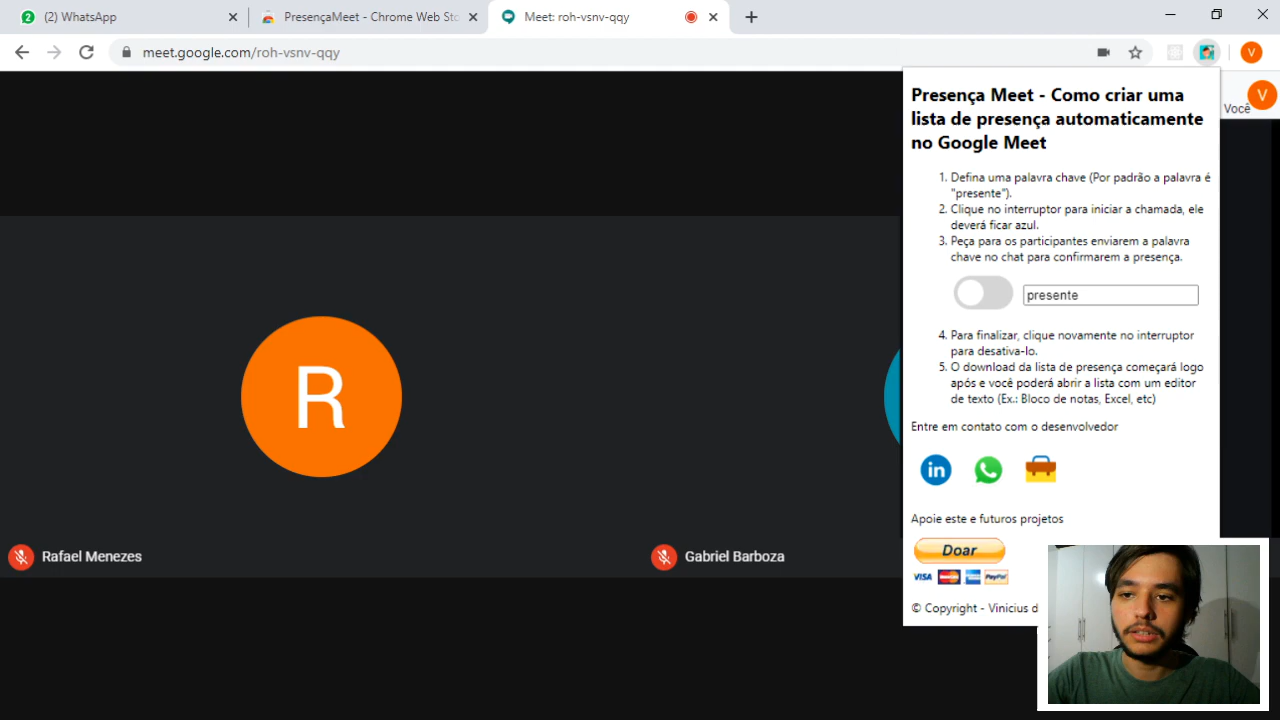 (2) WhatsApp
PresençaMeet - Chrome Web Sto
Meet: roh-vsnv-qqy
meet.google.com/roh-vsnv-qqy
V
V
Você
Presença Meet - Como criar uma
lista de presença automaticamente
no Google Meet
1. Defina uma palavra chave (Por padrão a palavra é
"presente").
2. Clique no interruptor para iniciar a chamada, ele
deverá ficar azul.
3. Peça para os participantes enviarem a palavra
chave no chat para confirmarem a presença.
presente
4. Para finalizar, clique novamente no interruptor
para desativa-lo.
5. O download da lista de presença começará logo
após e você poderá abrir a lista com um editor
de texto (Ex.: Bloco de notas, Excel, etc)
Entre em contato com o desenvolvedor
in
Apoie este e futuros projetos
Doar
VISA PayPal
© Copyright - Vinicius d
R
Rafael Menezes
Gabriel Barboza